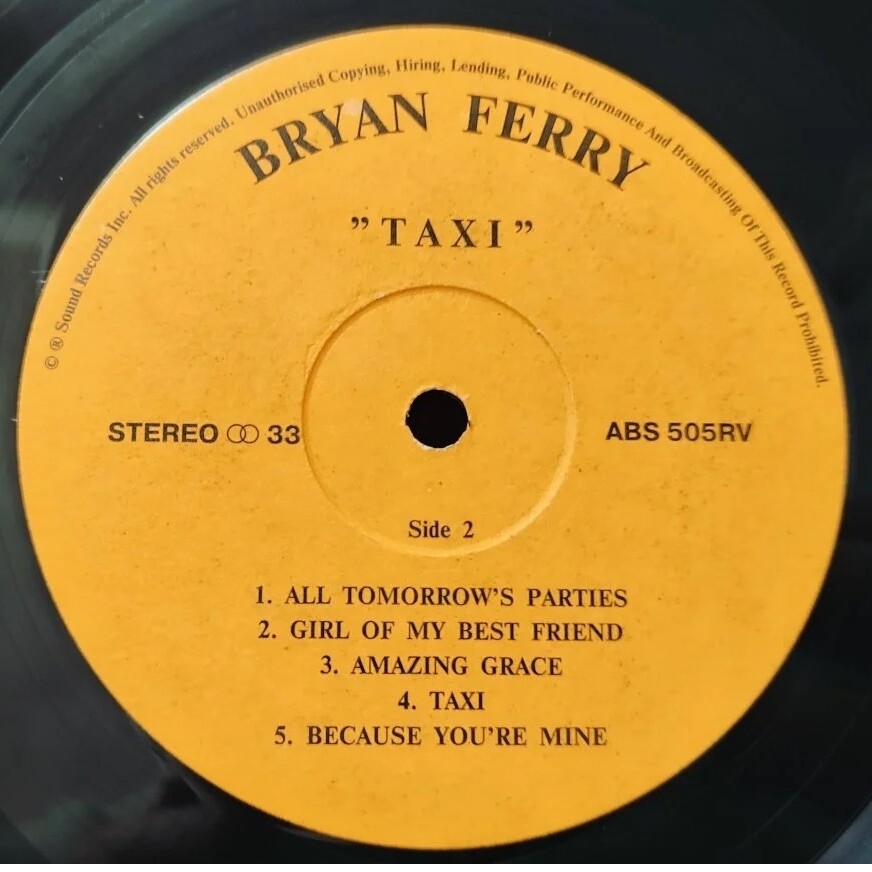 © ® Sound Records Inc. All rights reserved. Unauthorised Copying, Hiring, Lending, Public Performance And Broadcasting Of This Record Prohibited.
BRYAN FERRY
”TAXI”
STEREO 33
ABS 505RV
Side 2
1. ALL TOMORROW'S PARTIES
2. GIRL OF MY BEST FRIEND
3. AMAZING GRACE
4. TAXI
5. BECAUSE YOU'RE MINE